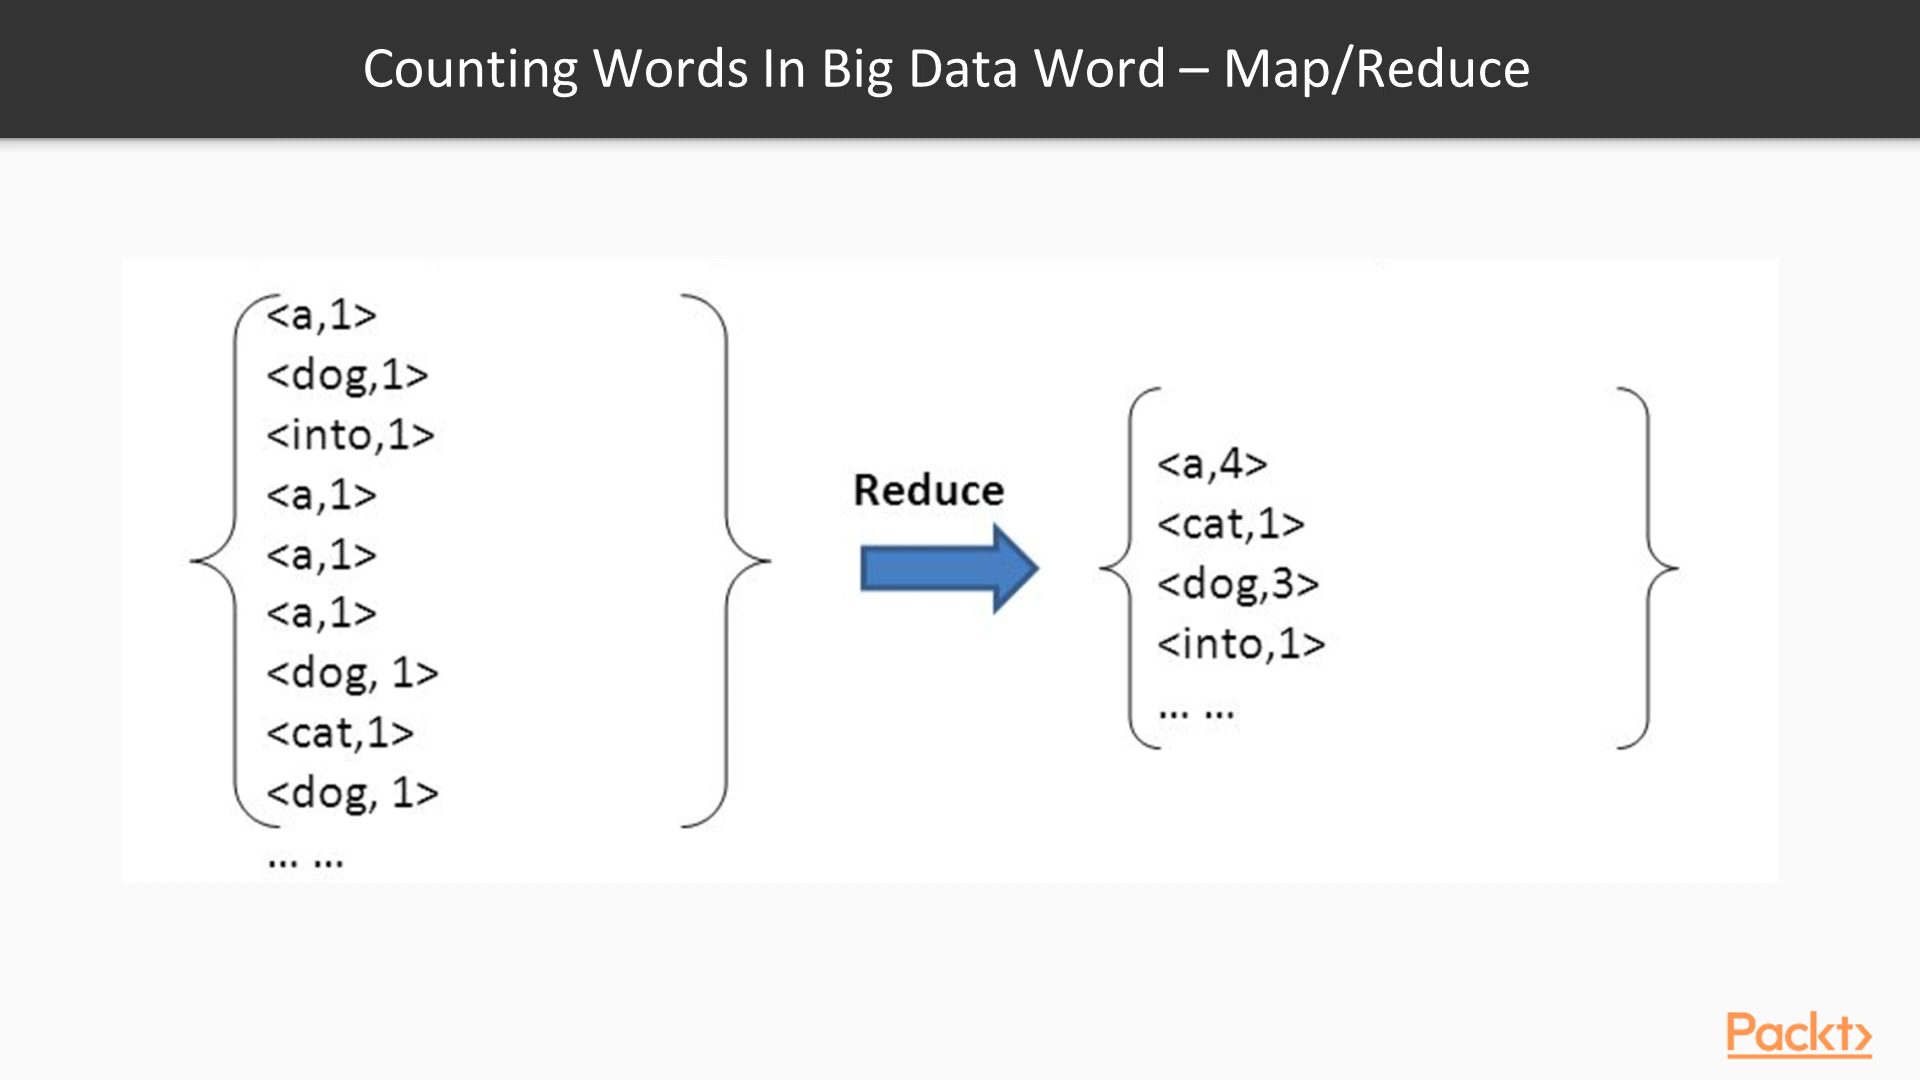 Counting Words In Big Data Word – Map/Reduce
<a,1>
<dog,1>
<into,1>
<a,1>
<a,1>
<a,1>
<dog, 1>
<cat,1>
<dog, 1>
... ...
Reduce
<a,4>
<cat,1>
<dog,3>
<into,1>
... ...
Packt>